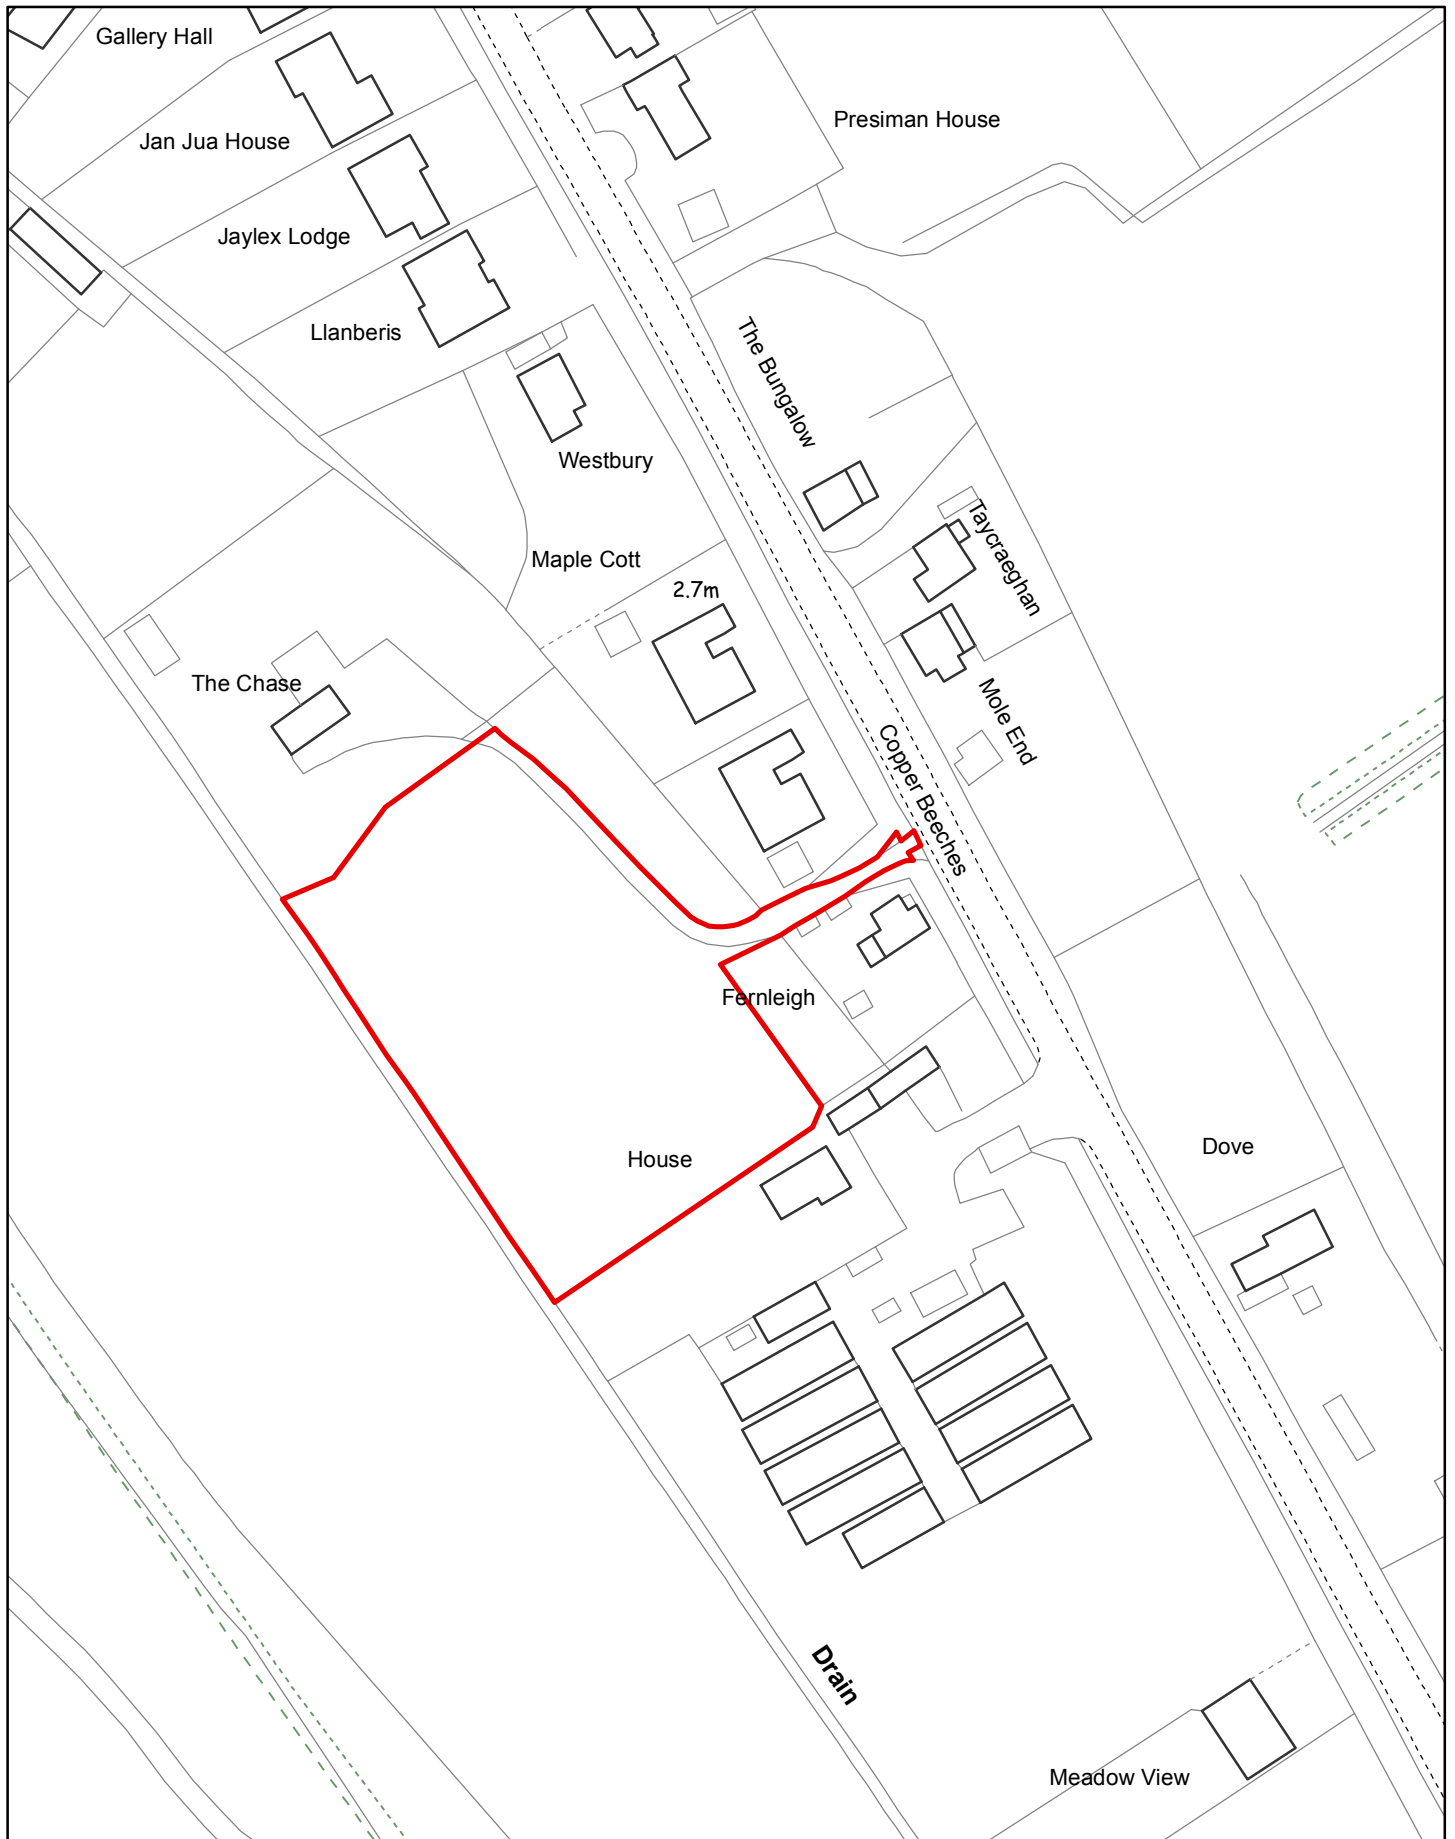 Gallery Hall
Presiman House
Jan Jua House
Jaylex Lodge
Llanberis
The Bungalow
Westbury
Taycraeghan
Maple Cott
2.7m
The Chase
Mole End
Copper Beeches
Fernleigh
House
Dove
Drain
Meadow View